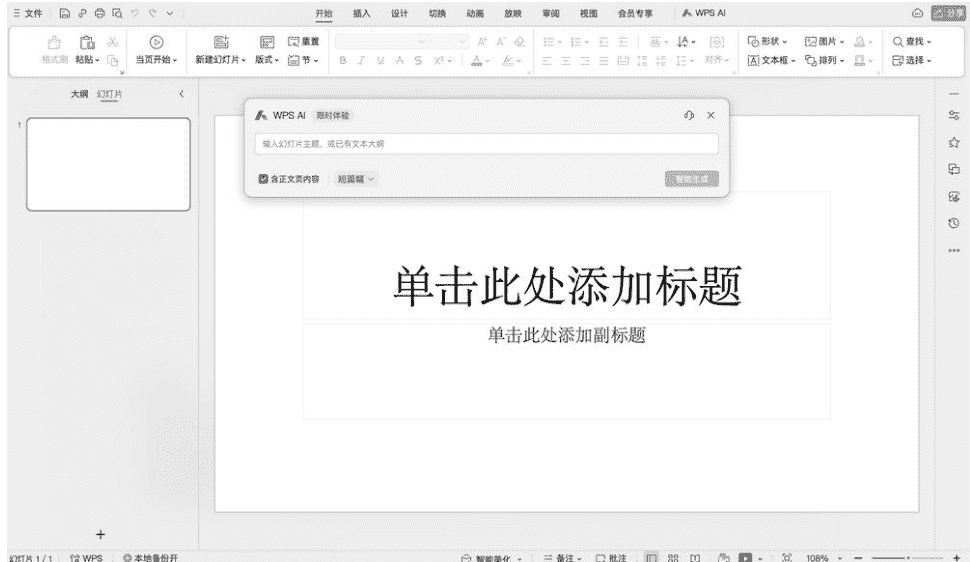 三 文件 开始 插入 设计 切换 动画 放映 审阅 视图 会员专享 WPS AI 分享
格式刷 粘贴 当页开始 新建幻灯片 版式 重置 节 B I U A S X² A 对齐 形状 图片 文本框 排列 查找 选择
大纲 幻灯片
1
WPS AI 限时体验
输入幻灯片主题，或已有文本大纲
含正文页内容 短篇幅 智能生成
单击此处添加标题
单击此处添加副标题
幻灯片 1 / 1 WPS 本地备份开 智能美化 备注 批注 108%